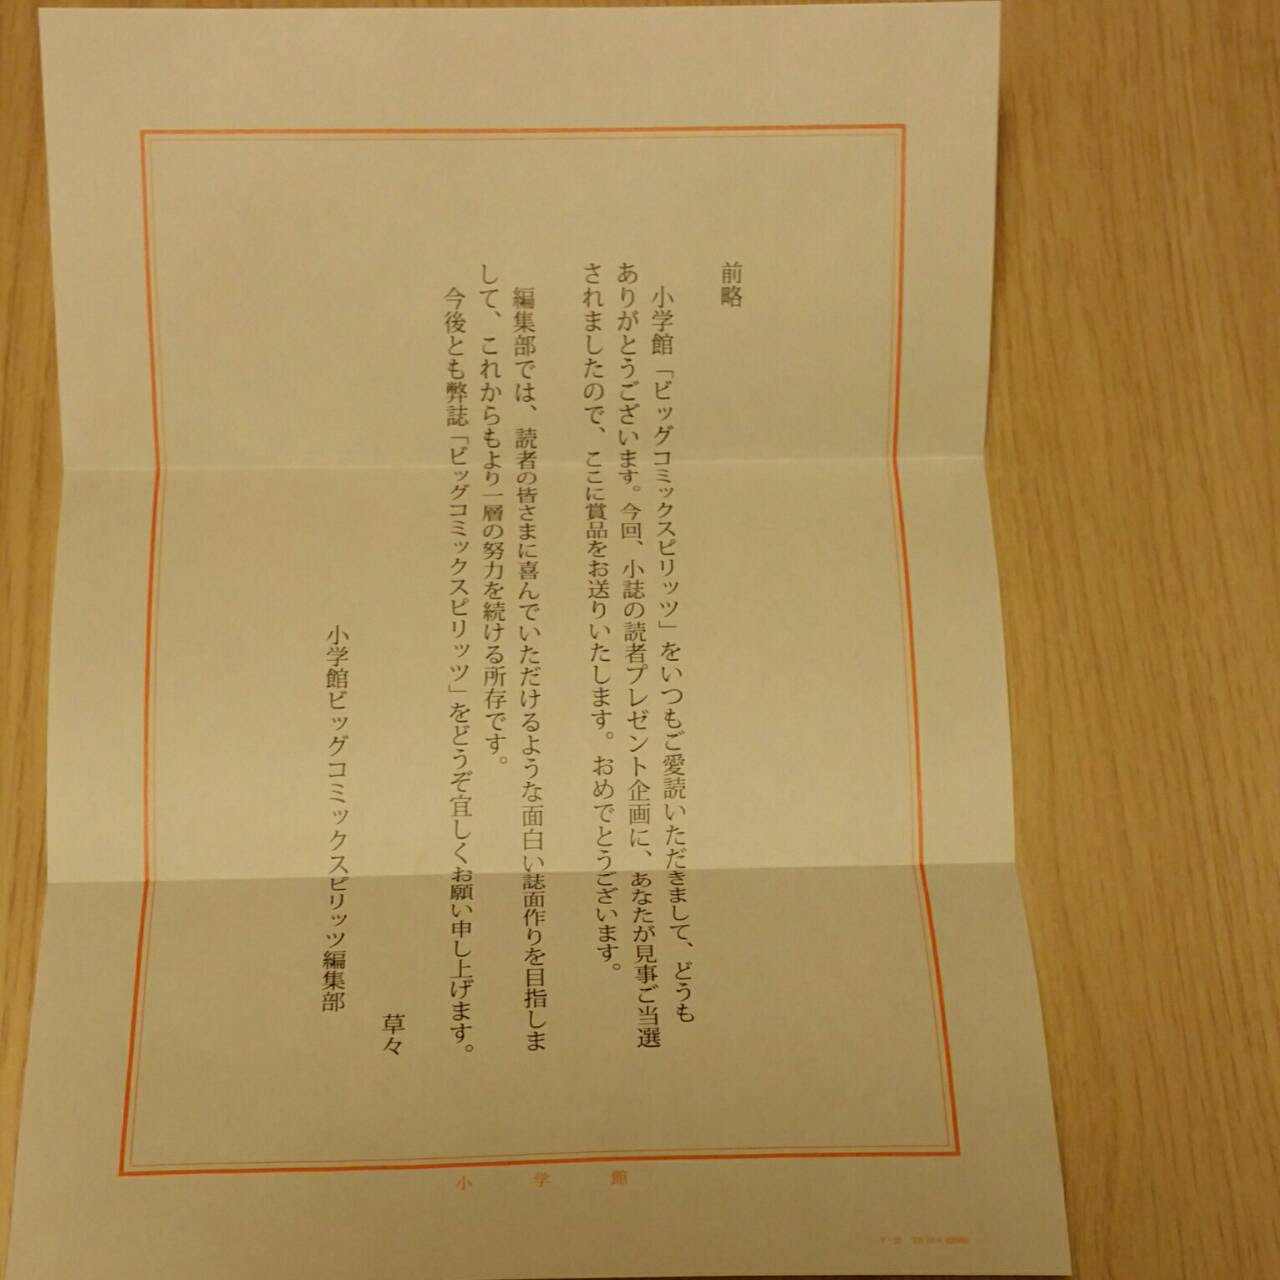 前略
小学館「ビッグコミックスピリッツ」をいつもご愛読いただきまして、どうも
ありがとうございます。今回、小誌の読者プレゼント企画に、あなたが見事ご当選
されましたので、ここに賞品をお送りいたします。おめでとうございます。
編集部では、読者の皆さまに喜んでいただけるような面白い誌面作りを目指しま
して、これからもより一層の努力を続ける所存です。
今後とも弊誌「ビッグコミックスピリッツ」をどうぞ宜しくお願い申し上げます。
草々
小学館ビッグコミックスピリッツ編集部
小学館